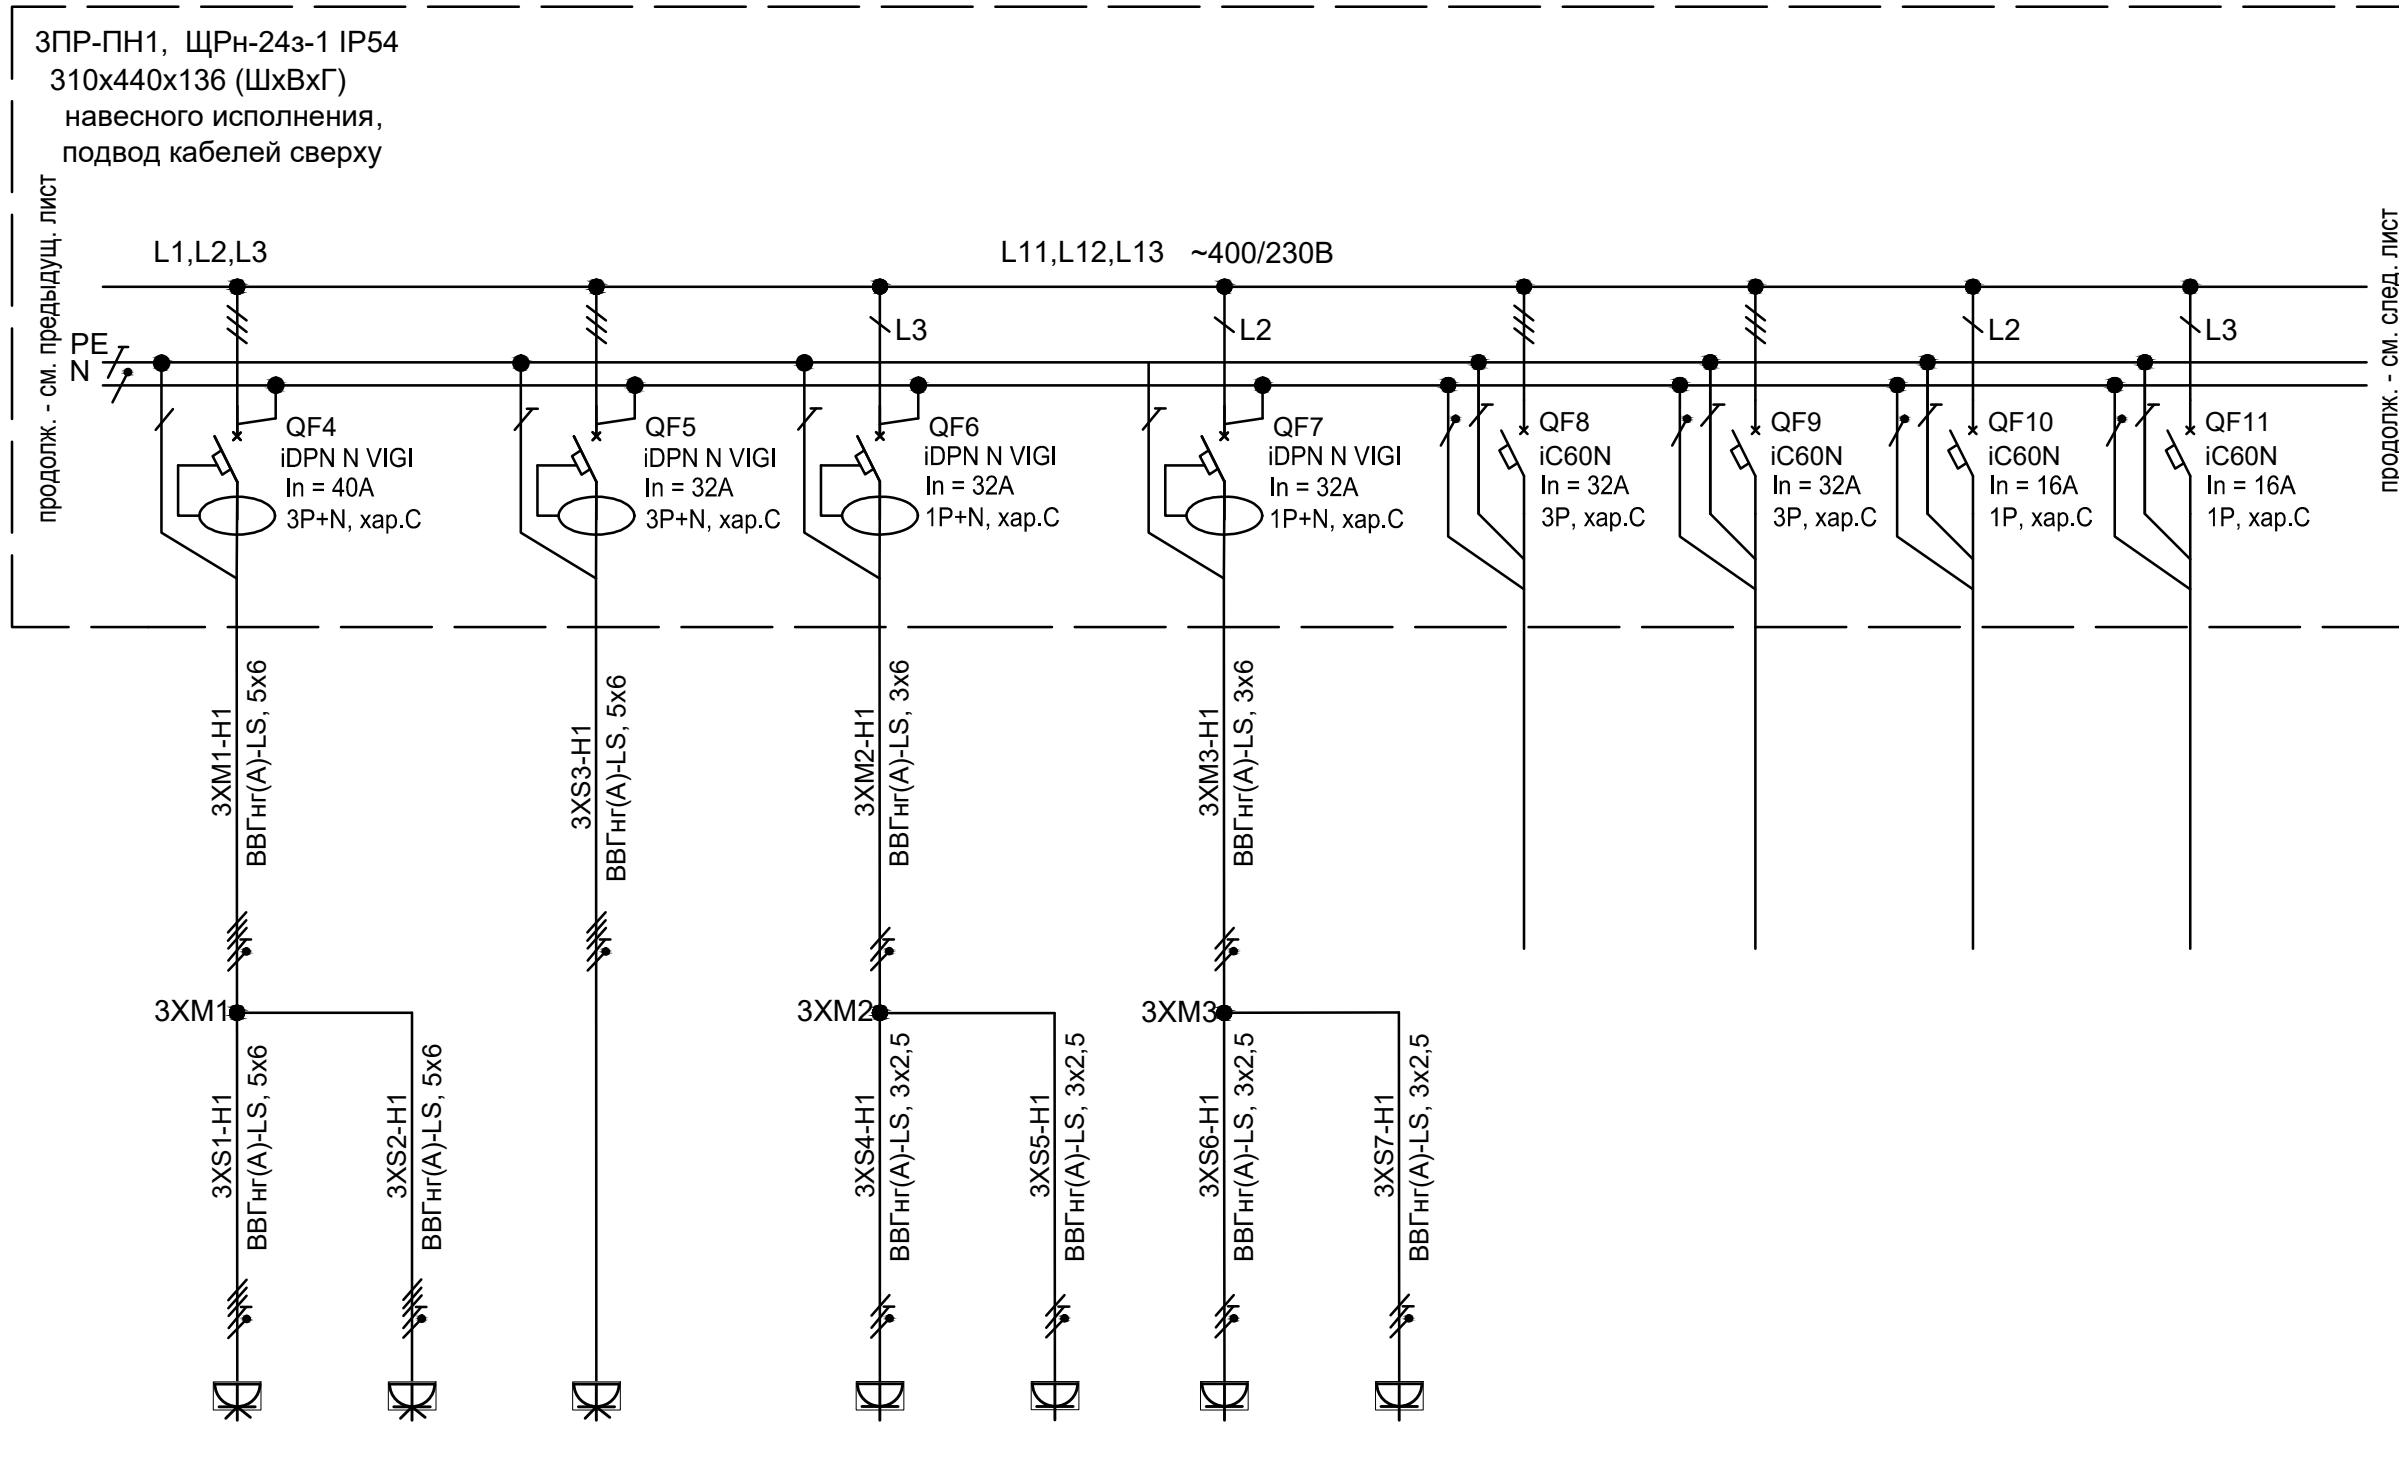 3ПР-ПН1, ЩРн-24з-1 IP54
310х440х136 (ШхВхГ)
навесного исполнения,
подвод кабелей сверху
продолж. - см. предыдущ. лист
L1,L2,L3
L11,L12,L13 ~400/230В
продолж. - см. след. лист
L3
L2
L2
L3
PE
N
QF4
iDPN N VIGI
In = 40A
3P+N, хар.С
QF5
iDPN N VIGI
In = 32A
3P+N, хар.С
QF6
iDPN N VIGI
In = 32A
1P+N, хар.С
QF7
iDPN N VIGI
In = 32A
1P+N, хар.С
QF8
iC60N
In = 32A
3P, хар.С
QF9
iC60N
In = 32A
3P, хар.С
QF10
iC60N
In = 16A
1P, хар.С
QF11
iC60N
In = 16A
1P, хар.С
3XM1-H1
ВВГнг(А)-LS, 5х6
3XS3-H1
ВВГнг(А)-LS, 5х6
3XM2-H1
ВВГнг(А)-LS, 3х6
3XM3-H1
ВВГнг(А)-LS, 3х6
3XM1
3XM2
3XM3
3XS1-H1
ВВГнг(А)-LS, 5х6
3XS2-H1
ВВГнг(А)-LS, 5х6
3XS4-H1
ВВГнг(А)-LS, 3х2,5
3XS5-H1
ВВГнг(А)-LS, 3х2,5
3XS6-H1
ВВГнг(А)-LS, 3х2,5
3XS7-H1
ВВГнг(А)-LS, 3х2,5